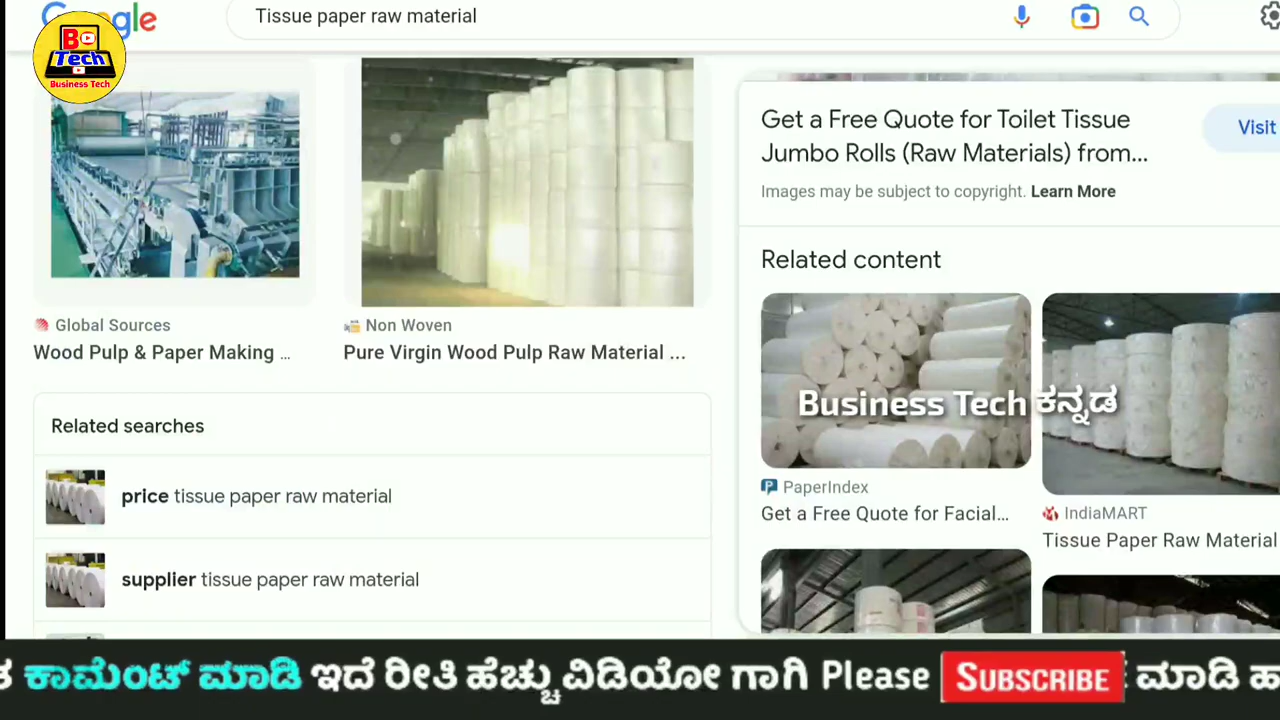 Google
Tissue paper raw material
B Tech
Business Tech
Get a Free Quote for Toilet Tissue
Jumbo Rolls (Raw Materials) from...
Visit
Images may be subject to copyright. Learn More
Global Sources
Wood Pulp & Paper Making ...
Non Woven
Pure Virgin Wood Pulp Raw Material ...
Related searches
price tissue paper raw material
supplier tissue paper raw material
Related content
Business Tech ಕನ್ನಡ
PaperIndex
Get a Free Quote for Facial...
IndiaMART
Tissue Paper Raw Material
ಕಾಮೆಂಟ್ ಮಾಡಿ ಇದೆ ರೀತಿ ಹೆಚ್ಚು ವಿಡಿಯೋ ಗಾಗಿ Please SUBSCRIBE ಮಾಡಿ